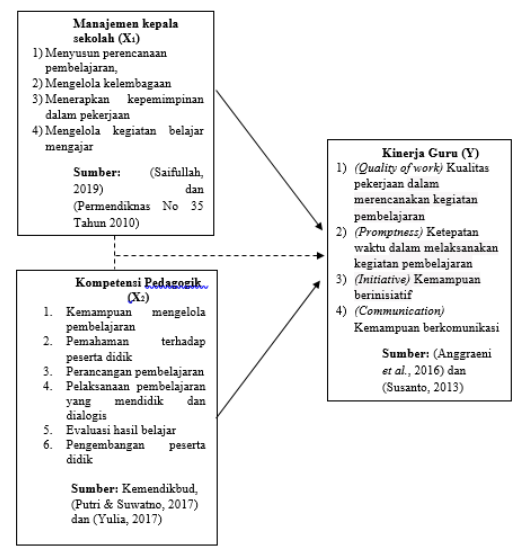 Manajemen kepala
sekolah (X1)
1) Menyusun perencanaan
pembelajaran,
2) Mengelola kelembagaan
3) Menerapkan kepemimpinan
dalam pekerjaan
4) Mengelola kegiatan belajar
mengajar
Sumber: (Saifullah,
2019) dan
(Permendiknas No 35
Tahun 2010)
Kompetensi Pedagogik
(X2)
1. Kemampuan mengelola
pembelajaran
2. Pemahaman terhadap
peserta didik
3. Perancangan pembelajaran
4. Pelaksanaan pembelajaran
yang mendidik dan
dialogis
5. Evaluasi hasil belajar
6. Pengembangan peserta
didik
Sumber: Kemendikbud,
(Putri & Suwatno, 2017)
dan (Yulia, 2017)
Kinerja Guru (Y)
1) (Quality of work) Kualitas
pekerjaan dalam
merencanakan kegiatan
pembelajaran
2) (Promptness) Ketepatan
waktu dalam melaksanakan
kegiatan pembelajaran
3) (Initiative) Kemampuan
berinisiatif
4) (Communication)
Kemampuan berkomunikasi
Sumber: (Anggraeni
et al., 2016) dan
(Susanto, 2013)